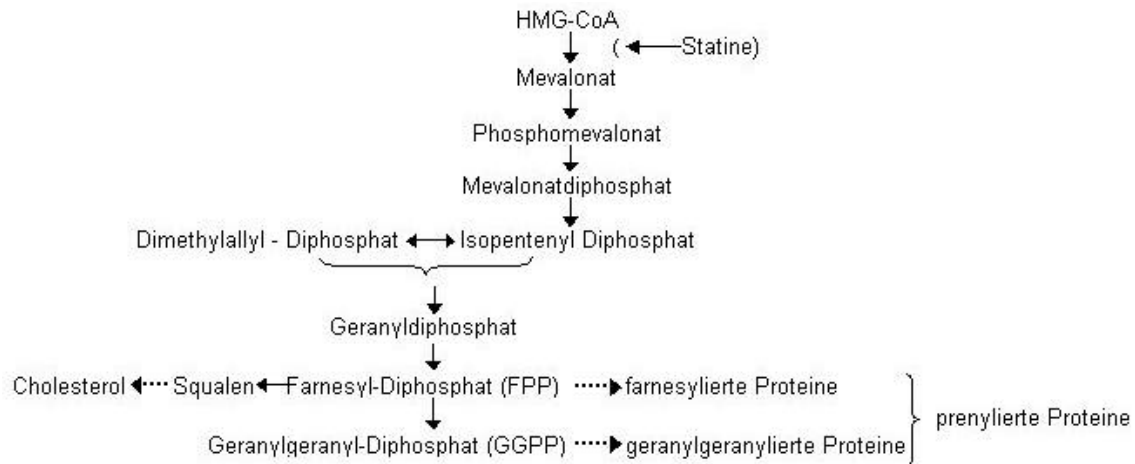 HMG-CoA
( Statine)
Mevalonat
Phosphomevalonat
Mevalonatdiphosphat
Dimethylallyl - Diphosphat Isopentenyl Diphosphat
Geranyldiphosphat
Cholesterol Squalen Farnesyl-Diphosphat (FPP) farnesylierte Proteine
prenylierte Proteine
Geranylgeranyl-Diphosphat (GGPP) geranylgeranylierte Proteine